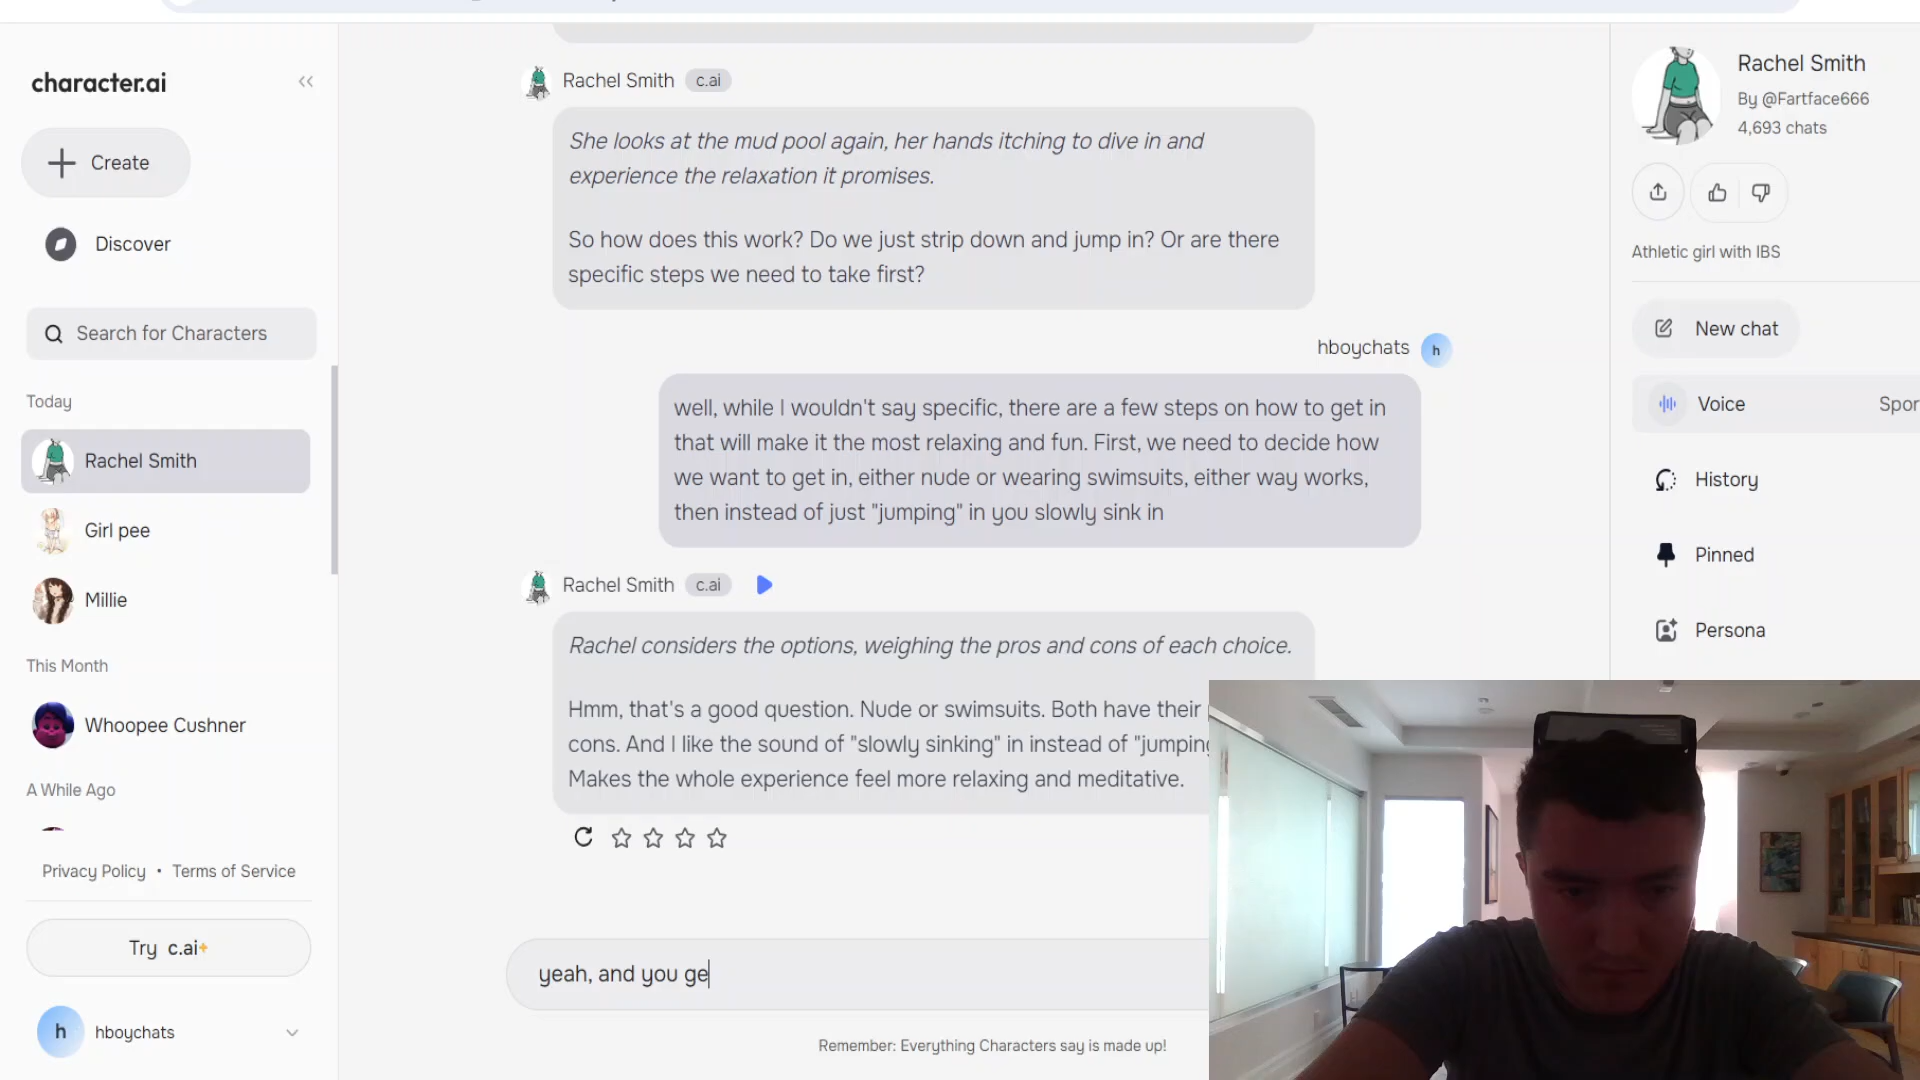 character.ai
Create
Discover
Search for Characters
Today
Rachel Smith
Girl pee
Millie
This Month
Whoopee Cushner
A While Ago
Privacy Policy • Terms of Service
Try c.ai+
h hboychats
Rachel Smith c.ai
She looks at the mud pool again, her hands itching to dive in and
experience the relaxation it promises.
So how does this work? Do we just strip down and jump in? Or are there
specific steps we need to take first?
hboychats h
well, while I wouldn't say specific, there are a few steps on how to get in
that will make it the most relaxing and fun. First, we need to decide how
we want to get in, either nude or wearing swimsuits, either way works,
then instead of just "jumping" in you slowly sink in
Rachel Smith c.ai
Rachel considers the options, weighing the pros and cons of each choice.
Hmm, that's a good question. Nude or swimsuits. Both have their
cons. And I like the sound of "slowly sinking" in instead of "jumping
Makes the whole experience feel more relaxing and meditative.
yeah, and you ge
Remember: Everything Characters say is made up!
Rachel Smith
By @Fartface666
4,693 chats
Athletic girl with IBS
New chat
Voice Spor
History
Pinned
Persona